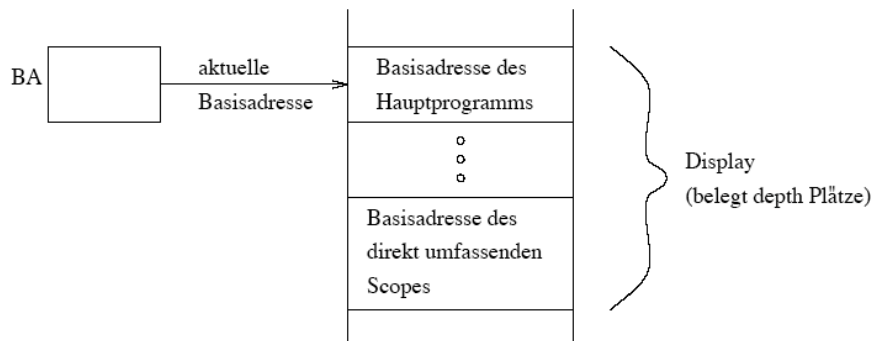 BA
aktuelle
Basisadresse
Basisadresse des
Hauptprogramms
Basisadresse des
direkt umfassenden
Scopes
Display
(belegt depth Plätze)